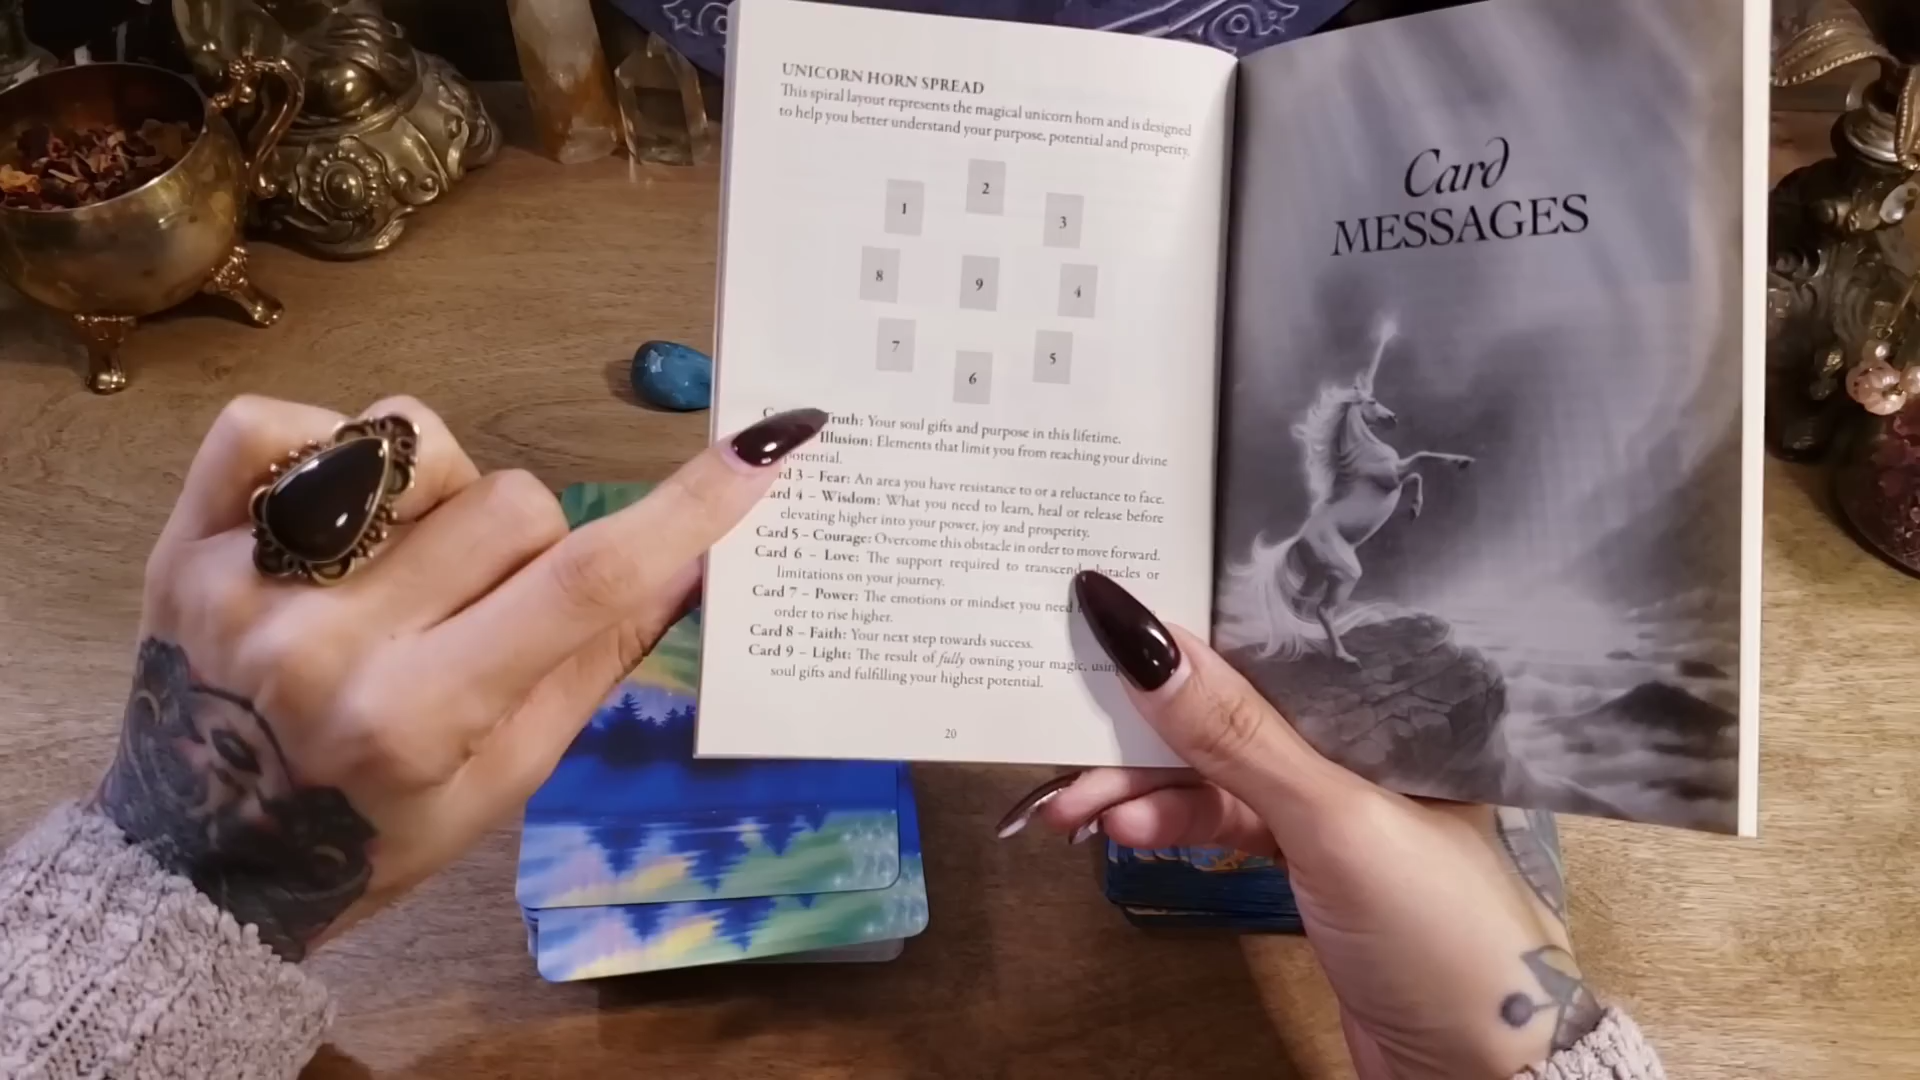 UNICORN HORN SPREAD
This spiral layout represents the magical unicorn horn and is designed
to help you better understand your purpose, potential and prosperity.
2
1
3
8
9
4
7
5
6
Truth: Your soul gifts and purpose in this lifetime.
Illusion: Elements that limit you from reaching your divine
potential.
3 – Fear: An area you have resistance to or a reluctance to face.
4 – Wisdom: What you need to learn, heal or release before
elevating higher into your power, joy and prosperity.
Card 5 – Courage: Overcome this obstacle in order to move forward.
Card 6 – Love: The support required to transcend obstacles or
limitations on your journey.
Card 7 – Power: The emotions or mindset you need
order to rise higher.
Card 8 – Faith: Your next step towards success.
Card 9 – Light: The result of fully owning your magic,
soul gifts and fulfilling your highest potential.
20
Card
MESSAGES